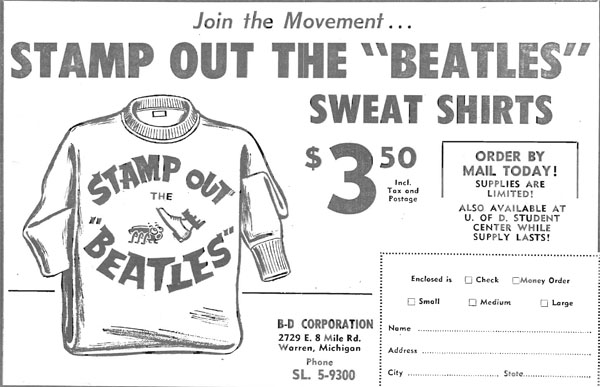 Join the Movement...
STAMP OUT THE "BEATLES"
SWEAT SHIRTS
$3.50
Incl.
Tax and
Postage
ORDER BY
MAIL TODAY!
SUPPLIES ARE
LIMITED!
ALSO AVAILABLE AT
U. OF D. STUDENT
CENTER WHILE
SUPPLY LASTS!
STAMP OUT
THE
"BEATLES"
B-D CORPORATION
2729 E. 8 Mile Rd.
Warren, Michigan
Phone
SL. 5-9300
Enclosed is □ Check □ Money Order
□ Small □ Medium □ Large
Name
Address
City State